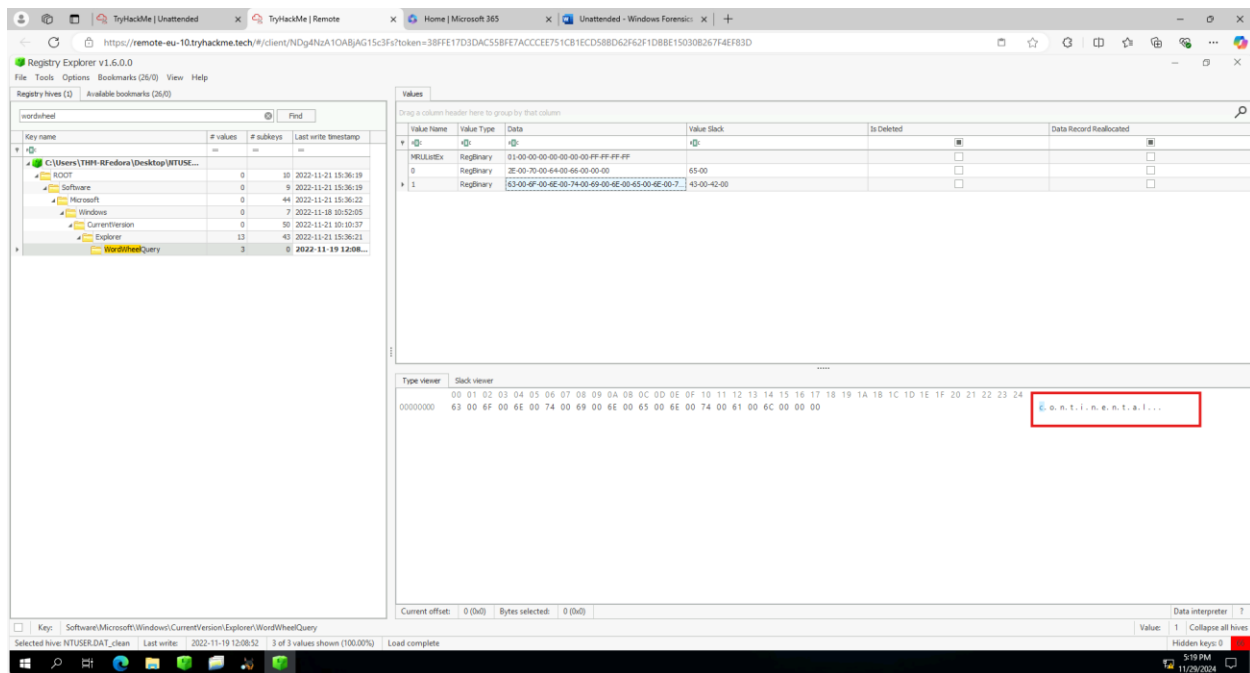 TryHackMe | Unattended
TryHackMe | Remote
Home | Microsoft 365
Unattended - Windows Forensics
https://remote-eu-10.tryhackme.tech/#/client/
Registry Explorer v1.6.0.0
File Tools Options Bookmarks (26/0) View Help
Registry hives (1) Available bookmarks (26/0)
wordwheel Find
Key name # values # subkeys Last write timestamp
C:\Users\THM-RFedora\Desktop\NTUSE...
ROOT 0 10 2022-11-21 15:36:19
Software 0 9 2022-11-21 15:36:19
Microsoft 0 44 2022-11-21 15:36:22
Windows 0 7 2022-11-18 10:52:05
CurrentVersion 0 50 2022-11-21 10:10:37
Explorer 13 43 2022-11-21 15:36:21
WordWheelQuery 3 0 2022-11-19 12:08...
Values
Drag a column header here to group by that column
Value Name Value Type Data Value Slack Is Deleted Data Record Reallocated
MRUListEx RegBinary 01-00-00-00-00-00-00-00-FF-FF-FF-FF
0 RegBinary 2E-00-70-00-64-00-66-00-00-00 65-00
1 RegBinary 63-00-6F-00-6E-00-74-00-69-00-6E-00-65-00-6E-00-7... 43-00-42-00
Type viewer Slack viewer
00 01 02 03 04 05 06 07 08 09 0A 0B 0C 0D 0E 0F 10 11 12 13 14 15 16 17 18 19 1A 1B 1C 1D 1E 1F 20 21 22 23 24
00000000 63 00 6F 00 6E 00 74 00 69 00 6E 00 65 00 6E 00 74 00 61 00 6C 00 00 00 c.o.n.t.i.n.e.n.t.a.l...
Current offset: 0 (0x0) Bytes selected: 0 (0x0) Data interpreter ?
Key: Software\Microsoft\Windows\CurrentVersion\Explorer\WordWheelQuery Value: 1 Collapse all hives
Selected hive: NTUSER.DAT_clean Last write: 2022-11-19 12:08:52 3 of 3 values shown (100.00%) Load complete Hidden keys: 0
5:19 PM
11/29/2024